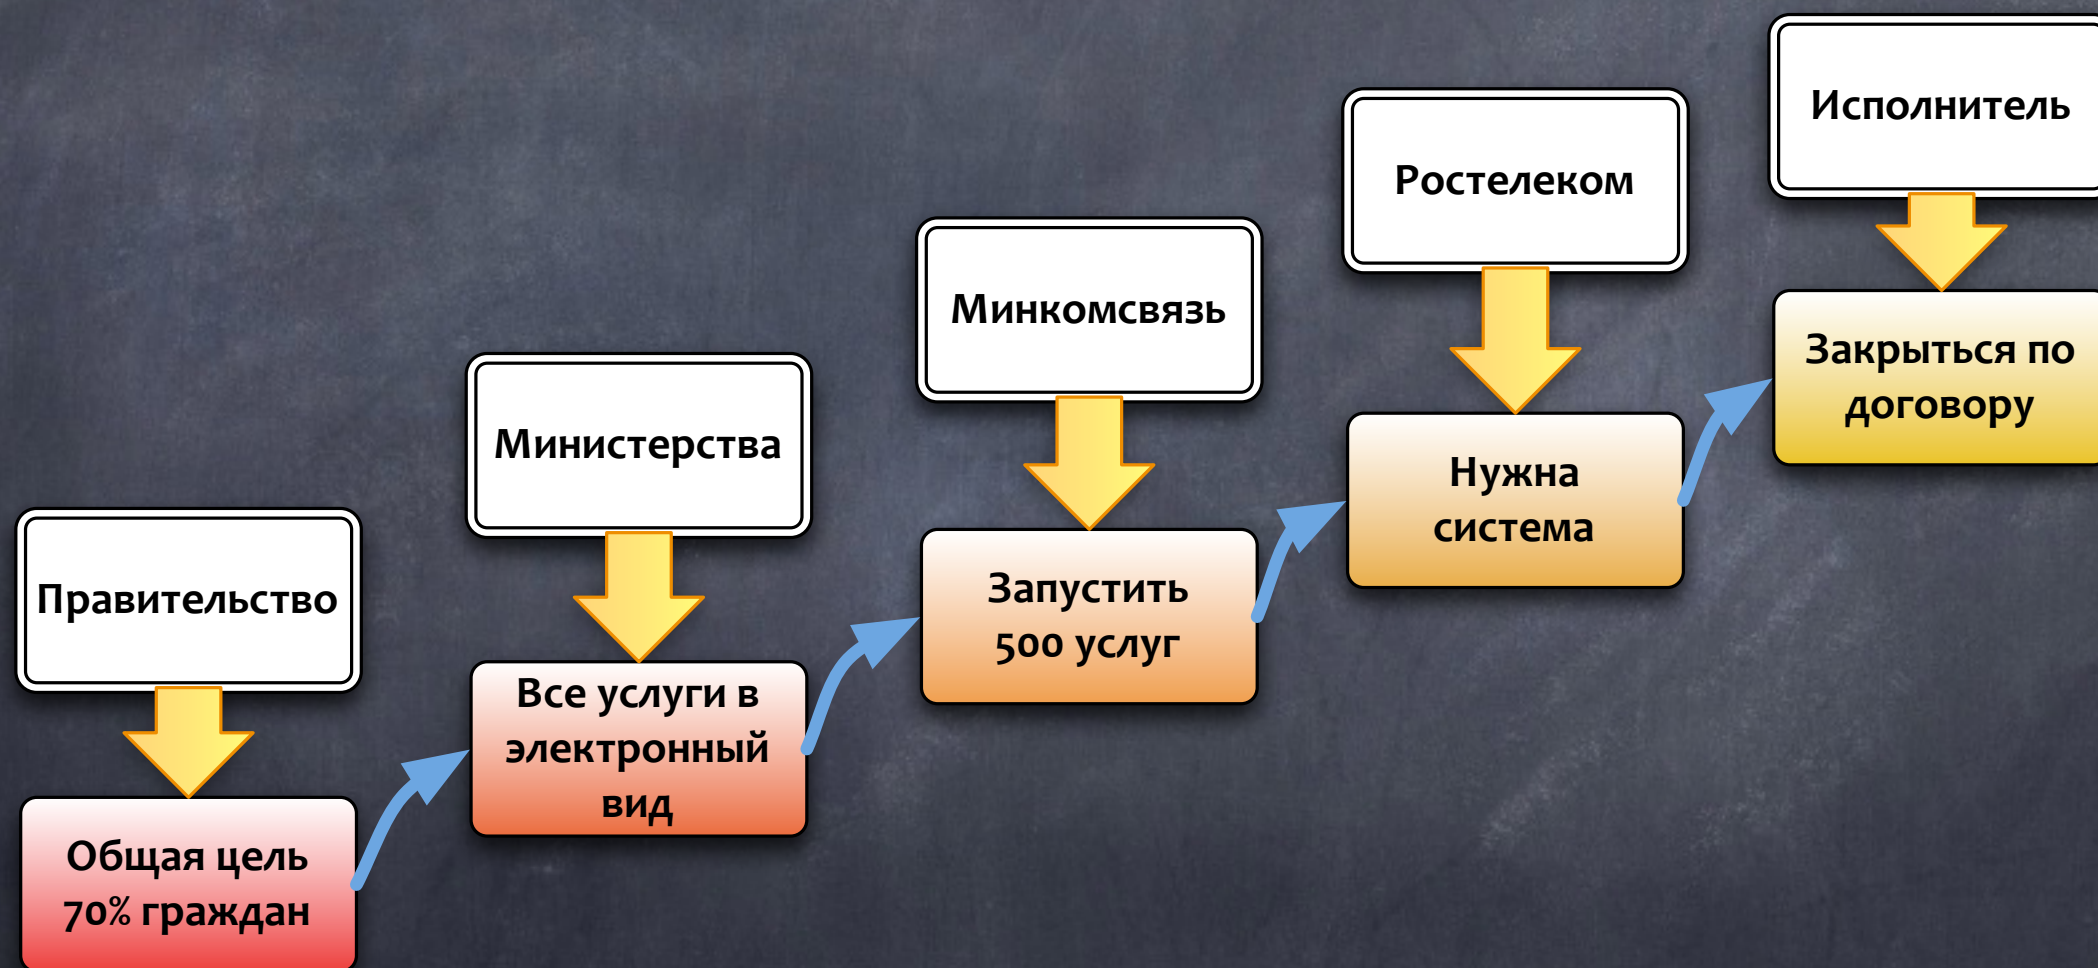 Правительство
Общая цель
70% граждан
Министерства
Все услуги в
электронный
вид
Минкомсвязь
Запустить
500 услуг
Ростелеком
Нужна
система
Исполнитель
Закрыться по
договору